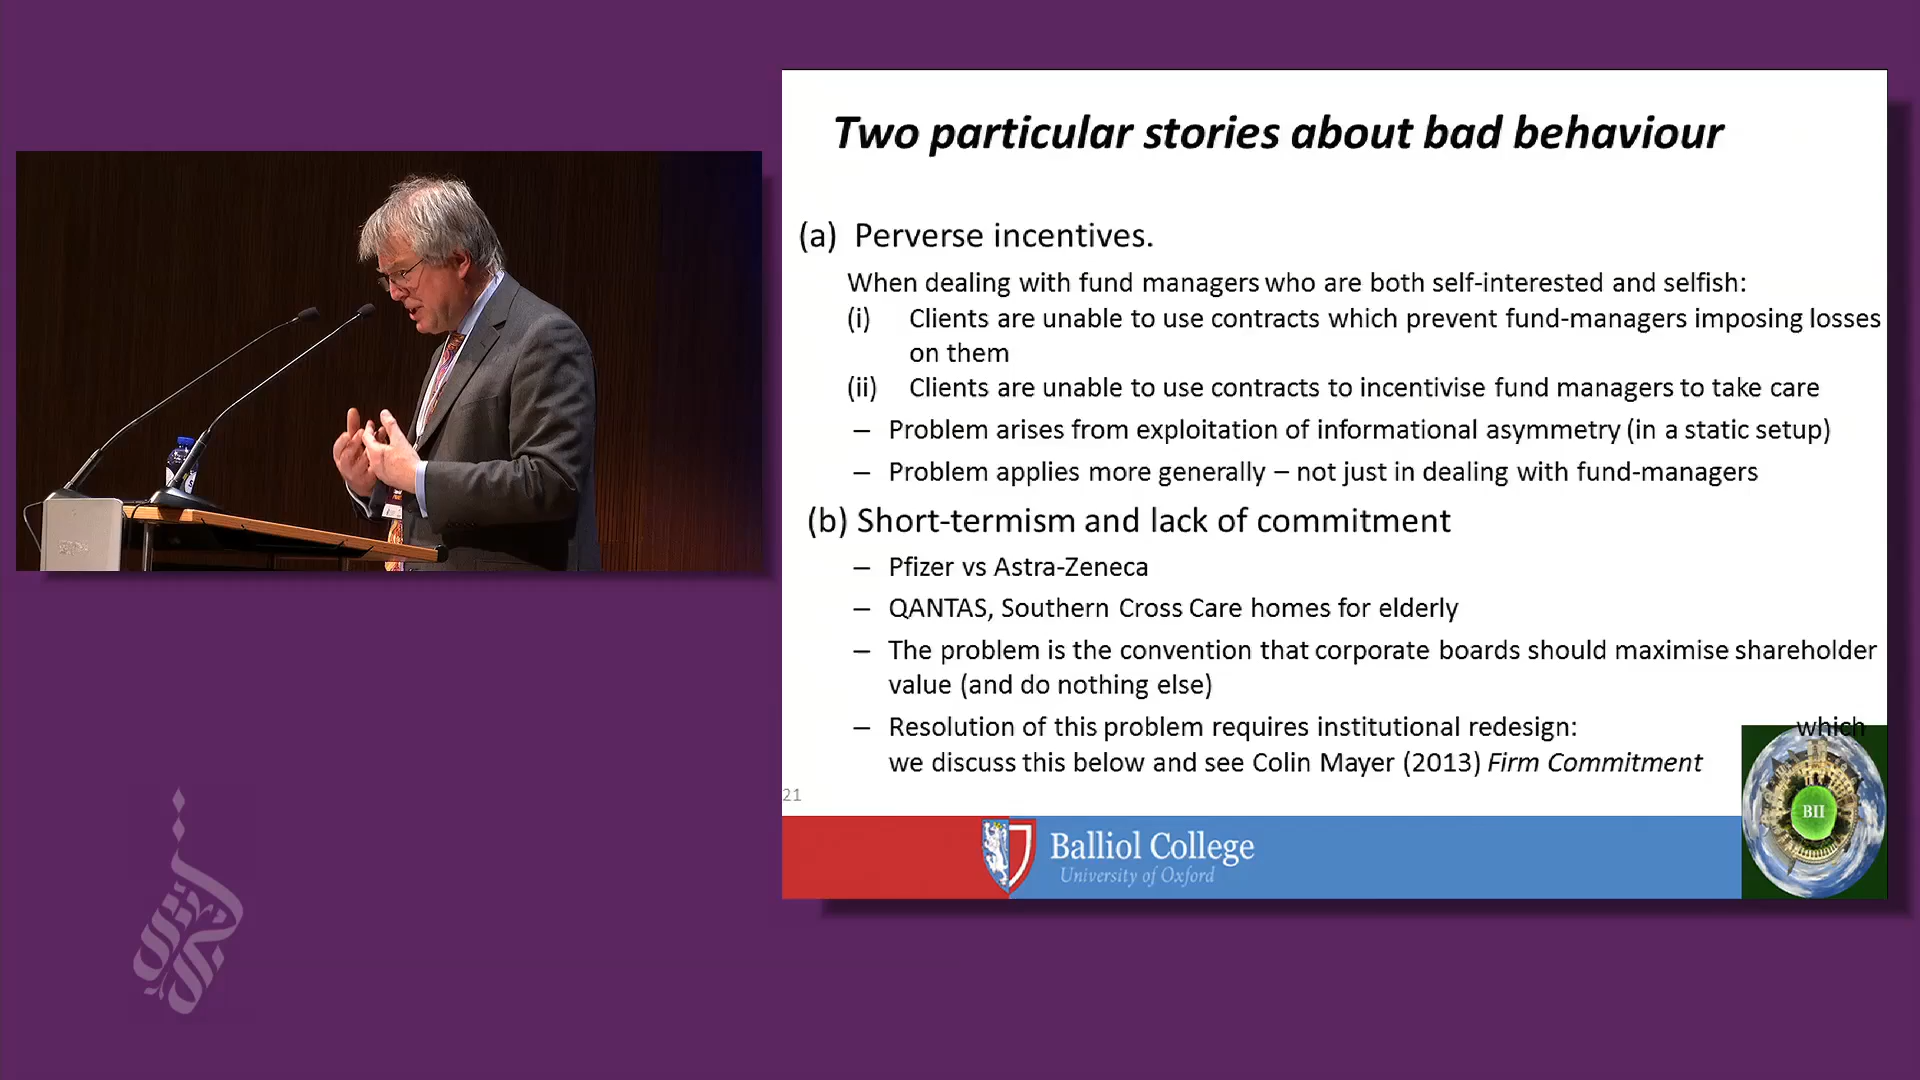 Two particular stories about bad behaviour
(a) Perverse incentives.
When dealing with fund managers who are both self-interested and selfish:
(i) Clients are unable to use contracts which prevent fund-managers imposing losses
on them
(ii) Clients are unable to use contracts to incentivise fund managers to take care
– Problem arises from exploitation of informational asymmetry (in a static setup)
– Problem applies more generally – not just in dealing with fund-managers
(b) Short-termism and lack of commitment
– Pfizer vs Astra-Zeneca
– QANTAS, Southern Cross Care homes for elderly
– The problem is the convention that corporate boards should maximise shareholder
value (and do nothing else)
– Resolution of this problem requires institutional redesign: which
we discuss this below and see Colin Mayer (2013) Firm Commitment
21
BII
Balliol College
University of Oxford